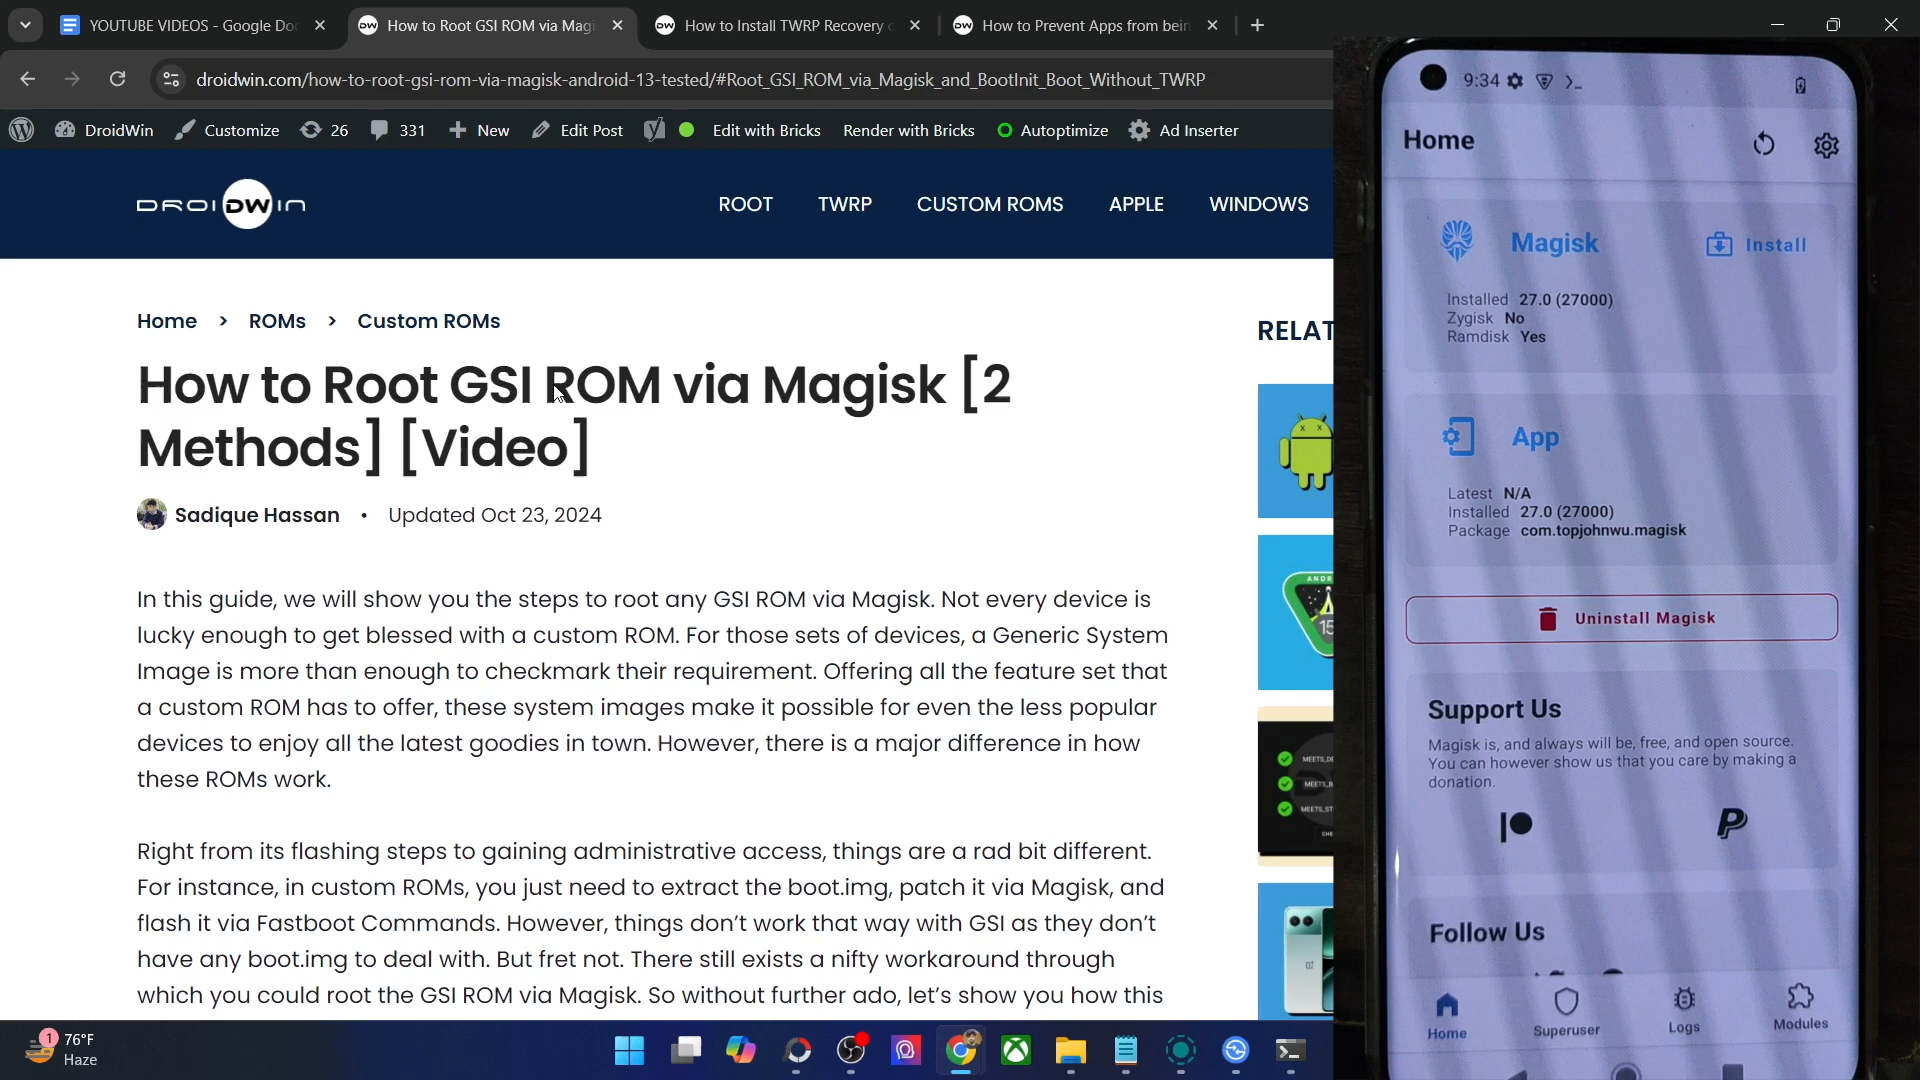 YOUTUBE VIDEOS - Google Do
How to Root GSI ROM via Magi
How to Install TWRP Recovery
How to Prevent Apps from bein
droidwin.com/how-to-root-gsi-rom-via-magisk-android-13-tested/#Root_GSI_ROM_via_Magisk_and_BootInit_Boot_Without_TWRP
DroidWin
Customize
26
331
New
Edit Post
Edit with Bricks
Render with Bricks
Autoptimize
Ad Inserter
DROIDWIN
ROOT
TWRP
CUSTOM ROMS
APPLE
WINDOWS
Home > ROMs > Custom ROMs
How to Root GSI ROM via Magisk [2
Methods] [Video]
Sadique Hassan • Updated Oct 23, 2024
In this guide, we will show you the steps to root any GSI ROM via Magisk. Not every device is
lucky enough to get blessed with a custom ROM. For those sets of devices, a Generic System
Image is more than enough to checkmark their requirement. Offering all the feature set that
a custom ROM has to offer, these system images make it possible for even the less popular
devices to enjoy all the latest goodies in town. However, there is a major difference in how
these ROMs work.
Right from its flashing steps to gaining administrative access, things are a rad bit different.
For instance, in custom ROMs, you just need to extract the boot.img, patch it via Magisk, and
flash it via Fastboot Commands. However, things don't work that way with GSI as they don't
have any boot.img to deal with. But fret not. There still exists a nifty workaround through
which you could root the GSI ROM via Magisk. So without further ado, let's show you how this
RELAT
ANDR
15
MEETS_DE
MEETS_B
MEETS_ST
CHE
1
76°F
Haze
9:34
Home
Magisk
Install
Installed 27.0 (27000)
Zygisk No
Ramdisk Yes
App
Latest N/A
Installed 27.0 (27000)
Package com.topjohnwu.magisk
Uninstall Magisk
Support Us
Magisk is, and always will be, free, and open source.
You can however show us that you care by making a
donation.
Follow Us
Home
Superuser
Logs
Modules